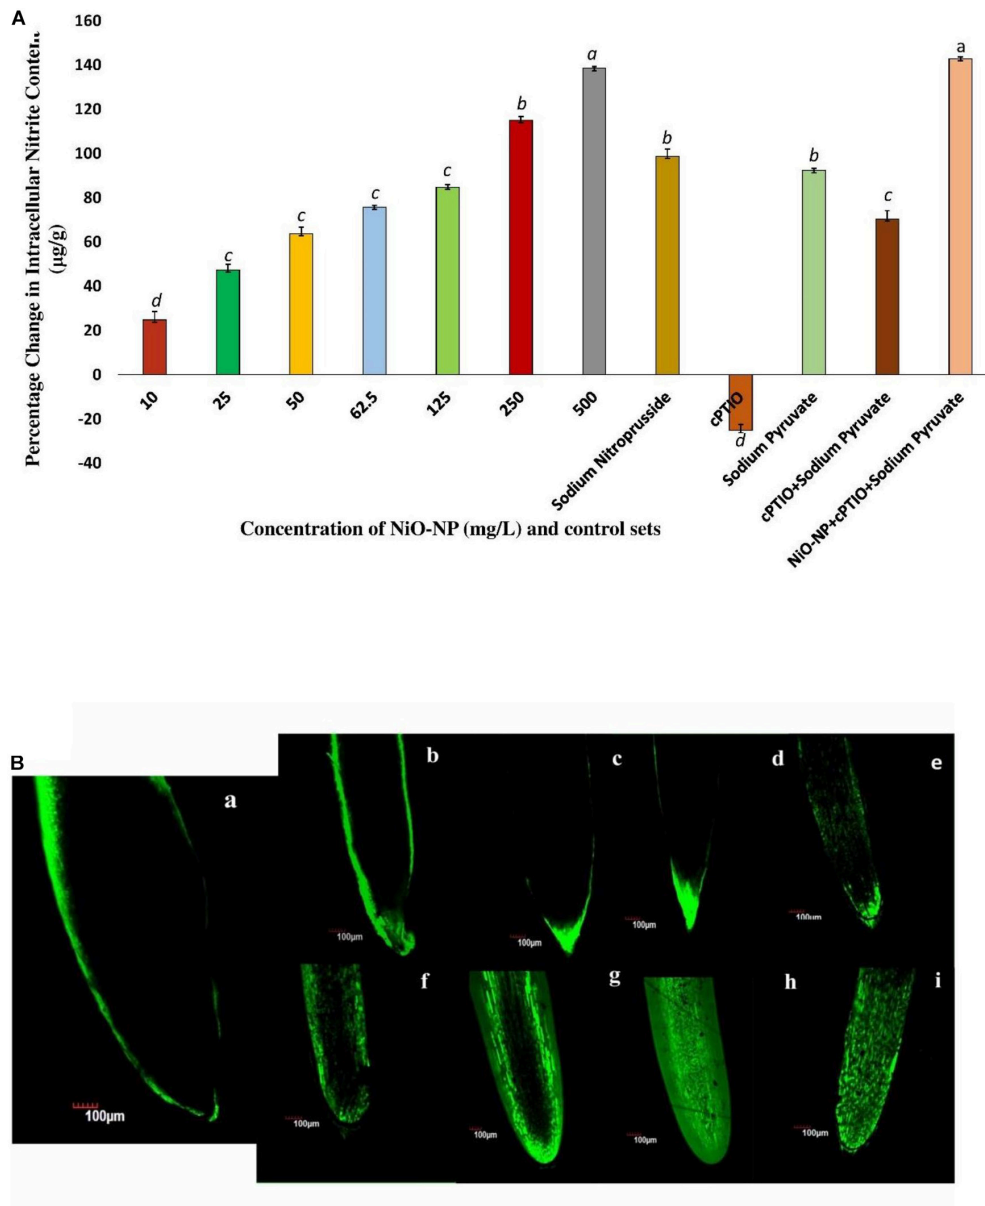 A
160
140
120
100
80
60
40
20
0
-20
-40
Percentage Change in Intracellular Nitrite
(µg/g)
d
c
c
c
c
b
a
b
d
b
c
a
10
25
50
62.5
125
250
500
Sodium Nitroprusside
cPTIO
Sodium Pyruvate
cPTIO+Sodium Pyruvate
NiO-NP+cPTIO+Sodium Pyruvate
Concentration of NiO-NP (mg/L) and control sets
B
a
b
c
d
e
100µm
100µm
100µm
100µm
100µm
f
g
h
i
100µm
100µm
100µm
100µm